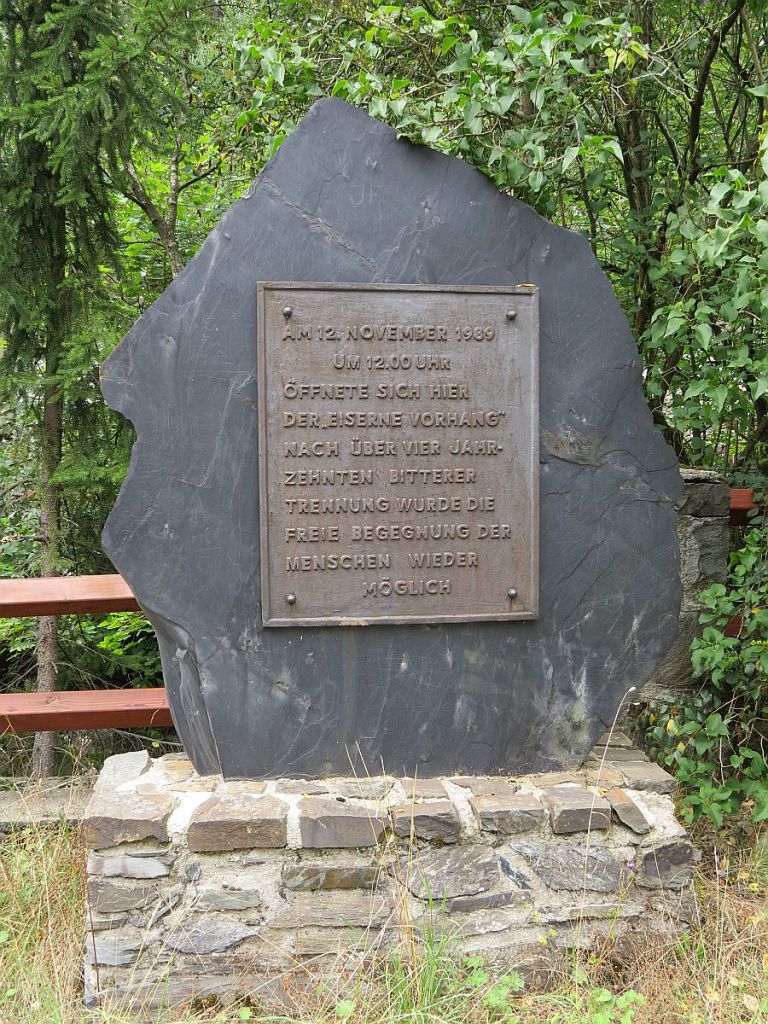 JF
AM 12. NOVEMBER 1989
UM 12.00 UHR
ÖFFNETE SICH HIER
DER „EISERNE VORHANG"
NACH ÜBER VIER JAHR-
ZEHNTEN BITTERER
TRENNUNG WURDE DIE
FREIE BEGEGNUNG DER
MENSCHEN WIEDER
MÖGLICH